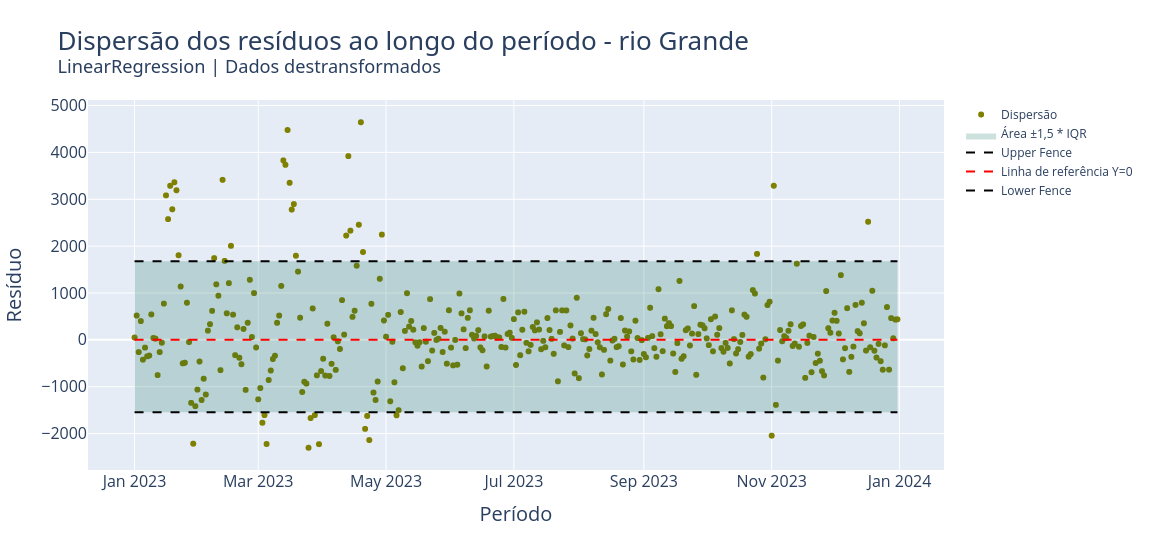 Dispersão dos resíduos ao longo do período - rio Grande
LinearRegression | Dados destransformados
5000
4000
3000
2000
1000
0
−1000
−2000
Resíduo
Jan 2023
Mar 2023
May 2023
Jul 2023
Sep 2023
Nov 2023
Jan 2024
Período
Dispersão
Área ±1,5 * IQR
Upper Fence
Linha de referência Y=0
Lower Fence